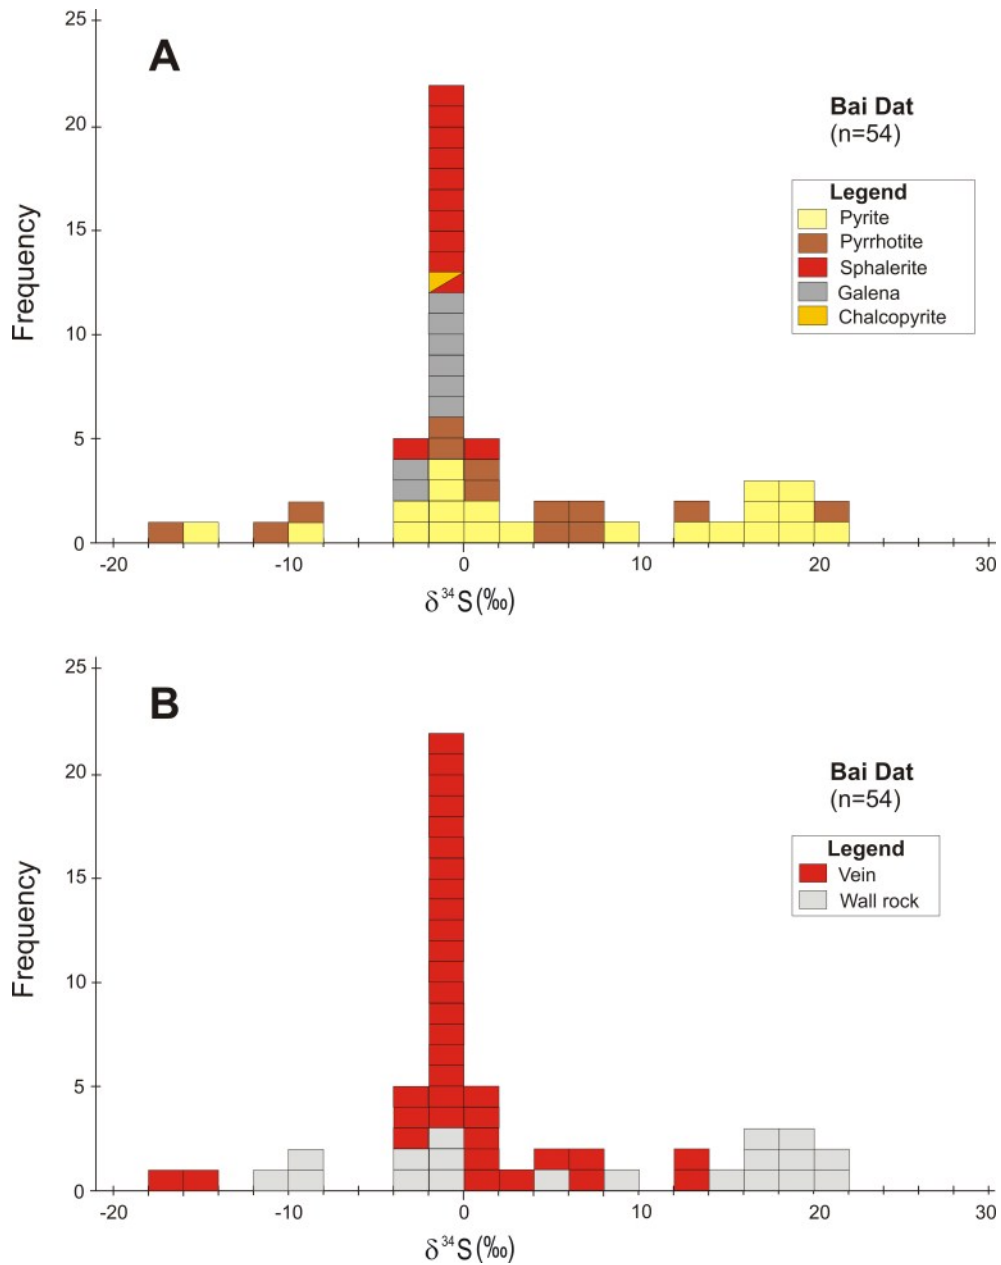 A
Bai Dat
(n=54)
Legend
Pyrite
Pyrrhotite
Sphalerite
Galena
Chalcopyrite
Frequency
25
20
15
10
5
0
-20 -10 0 10 20 30
δ³⁴S(‰)
B
Bai Dat
(n=54)
Legend
Vein
Wall rock
Frequency
25
20
15
10
5
0
-20 -10 0 10 20 30
δ³⁴S(‰)